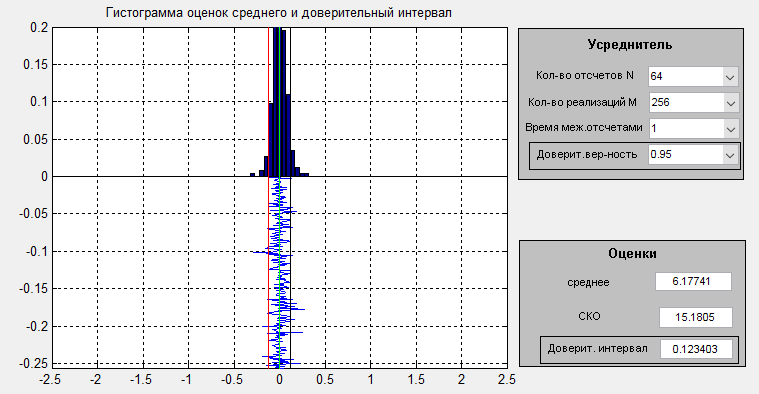 Гистограмма оценок среднего и доверительный интервал
0.2
0.15
0.1
0.05
0
-0.05
-0.1
-0.15
-0.2
-0.25
-2.5 -2 -1.5 -1 -0.5 0 0.5 1 1.5 2 2.5
Усреднитель
Кол-во отсчетов N 64
Кол-во реализаций M 256
Время меж.отсчетами 1
Доверит.вер-ность 0.95
Оценки
среднее 6.17741
СКО 15.1805
Доверит. интервал 0.123403